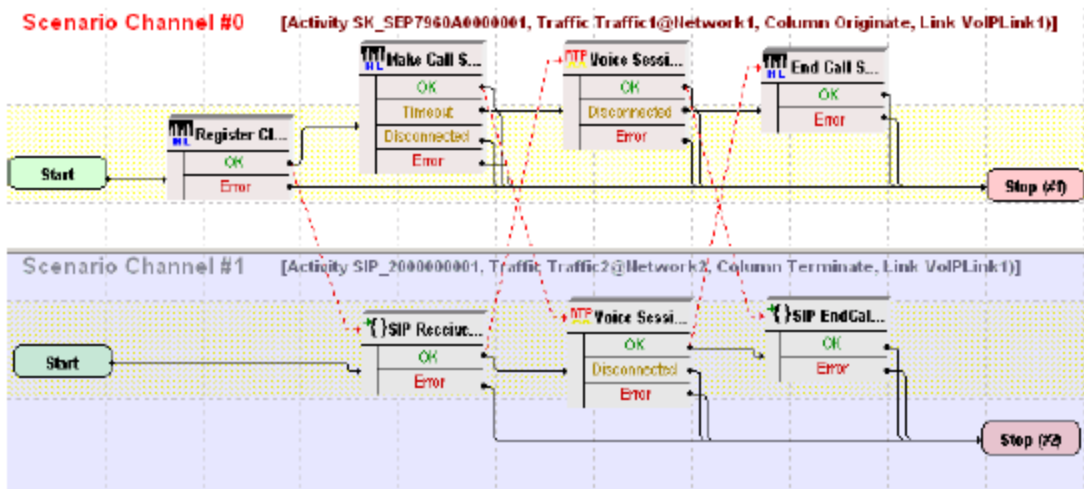 Scenario Channel #0 [Activity SK_SEP7960A0000001, Traffic Traffic1@Network1, Column Originate, Link VoIPLink1)]
Make Call S...
OK
Timeout
Disconnected
Error
RTP Voice Sessi...
OK
Disconnected
Error
End Call S...
OK
Error
Register Cl...
OK
Error
Start
Stop (#1)
Scenario Channel #1 [Activity SIP_2000000001, Traffic Traffic2@Network2, Column Terminate, Link VoIPLink1)]
{}SIP Receive...
OK
Error
RTP Voice Sessi...
OK
Disconnected
Error
{}SIP EndCal...
OK
Error
Start
Stop (#2)